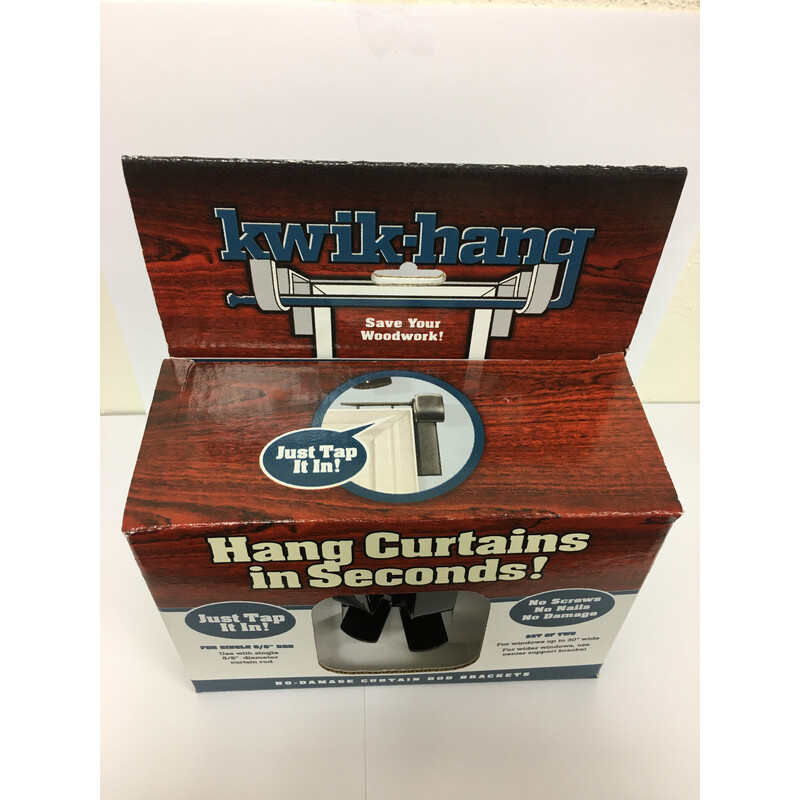 kwik-hang
Save Your
Woodwork!
Just Tap
It In!
Hang Curtains
in Seconds!
Just Tap
It In!
FOR SINGLE 5/8" ROD
Use with single
5/8" diameter
curtain rod
No Screws
No Nails
No Damage
SET OF TWO
For windows up to 50" wide
For wider windows, use
center support bracket
NO-DAMAGE CURTAIN ROD BRACKETS